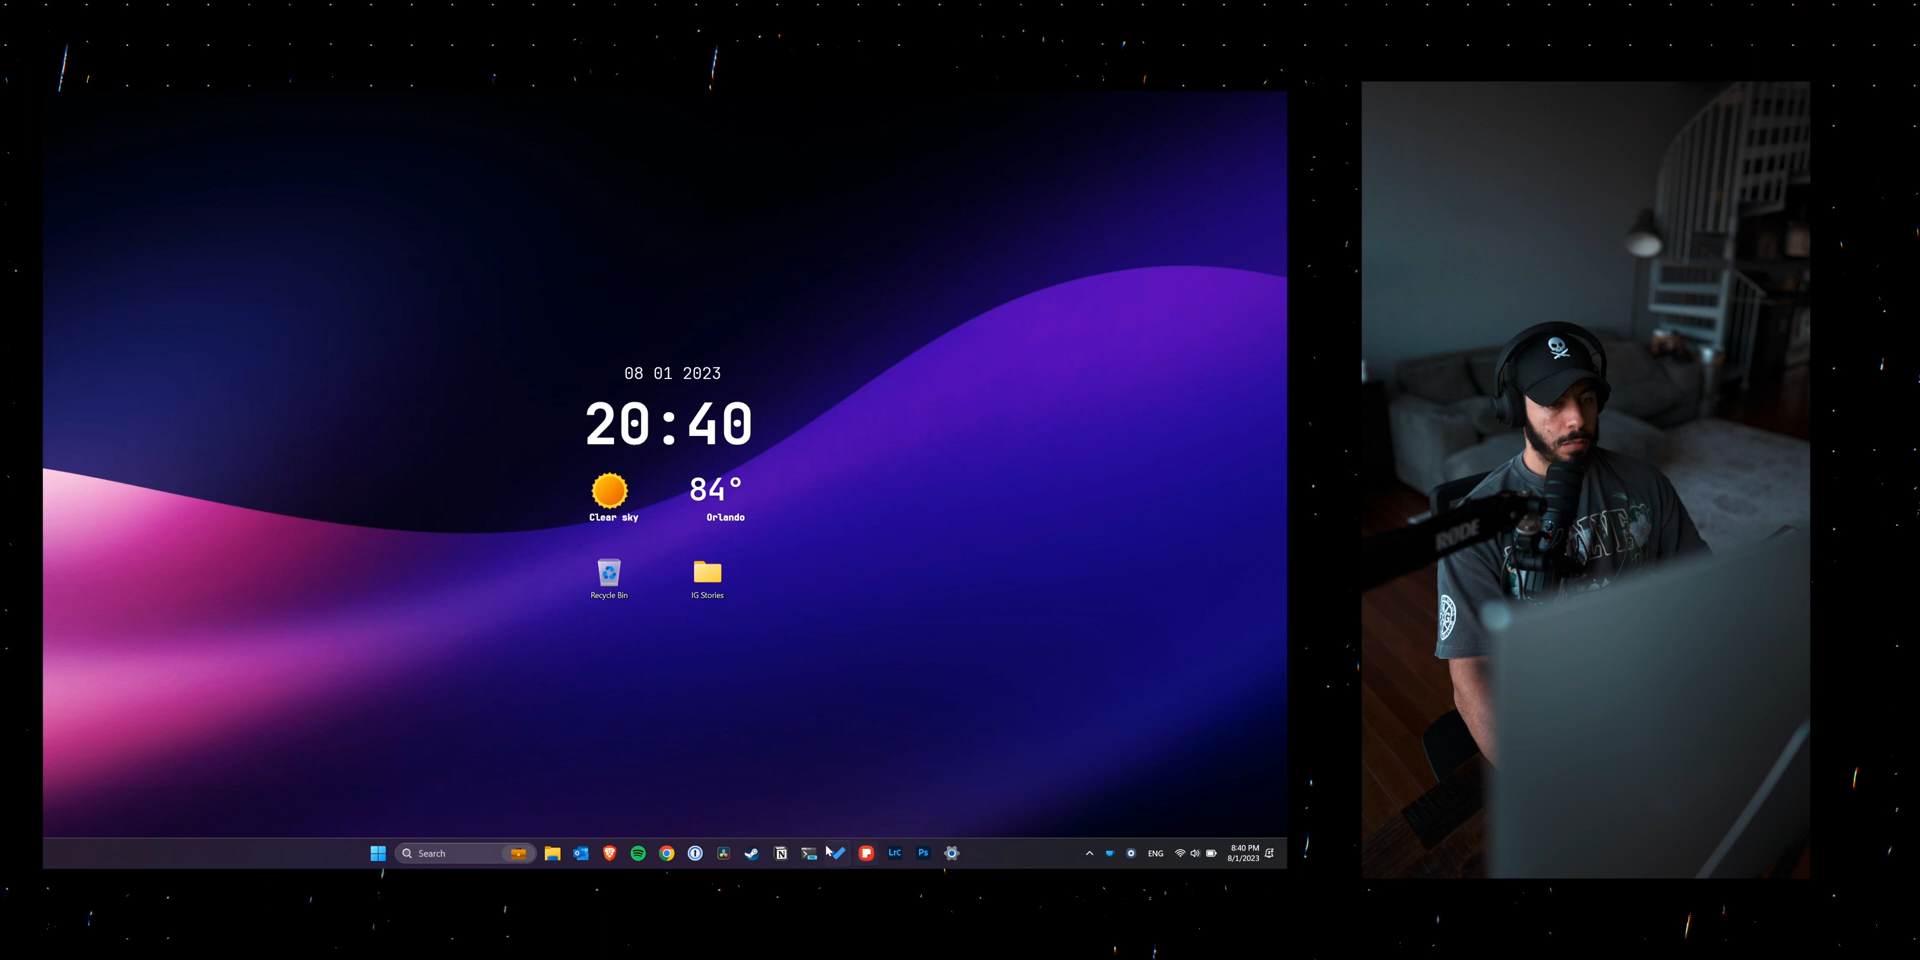 08 01 2023
20:40
84°
Clear sky
Orlando
Recycle Bin
IG Stories
Search
LrC
Ps
ENG
8:40 PM
8/1/2023
RODE